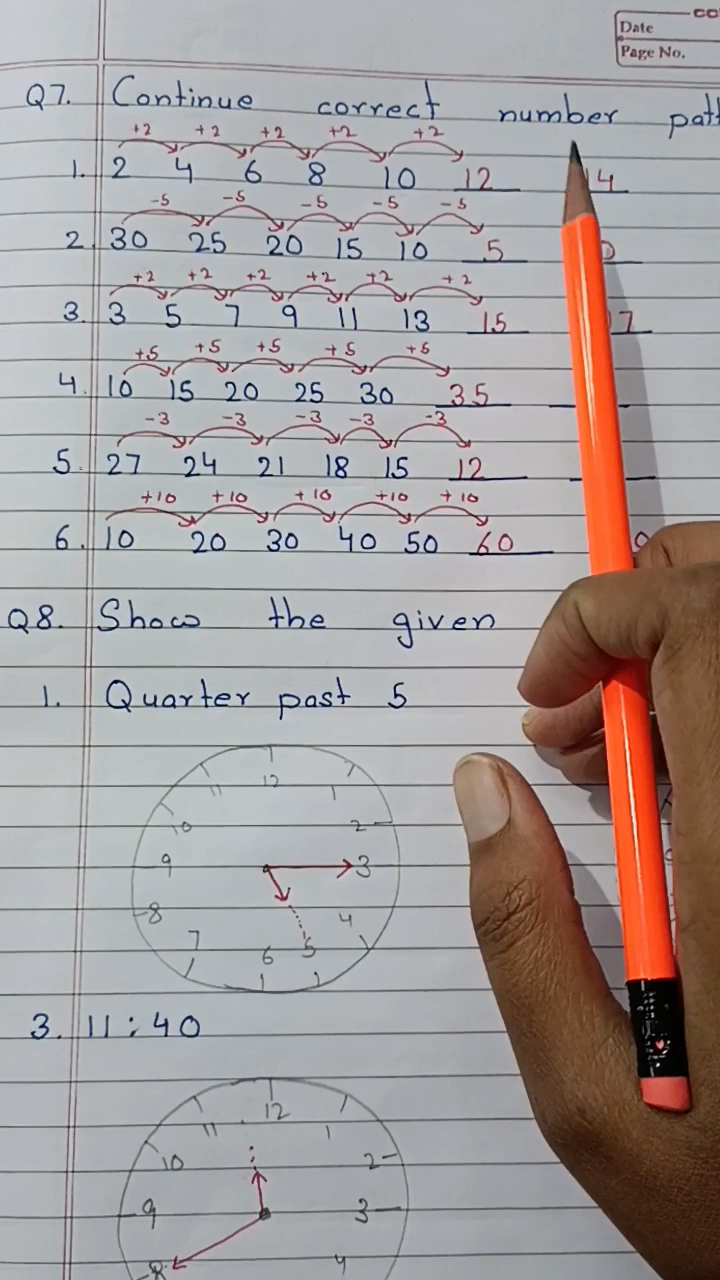 Date
Page No.
Q7. Continue correct number
+2 +2 +2 +2 +2
1. 2 4 6 8 10 12 14
-5 -5 -5 -5 -5
2. 30 25 20 15 10 5
+2 +2 +2 +2 +2 +2
3. 3 5 7 9 11 13 15 17
+5 +5 +5 +5 +5
4. 10 15 20 25 30 35
-3 -3 -3 -3 -3
5. 27 24 21 18 15 12
+10 +10 +10 +10 +10
6. 10 20 30 40 50 60
Q8. Show the given
1. Quarter past 5
12
11 1
10 2
9 3
8 4
7 5
6
3. 11:40
12
11 1
10 2
9 3
8 4